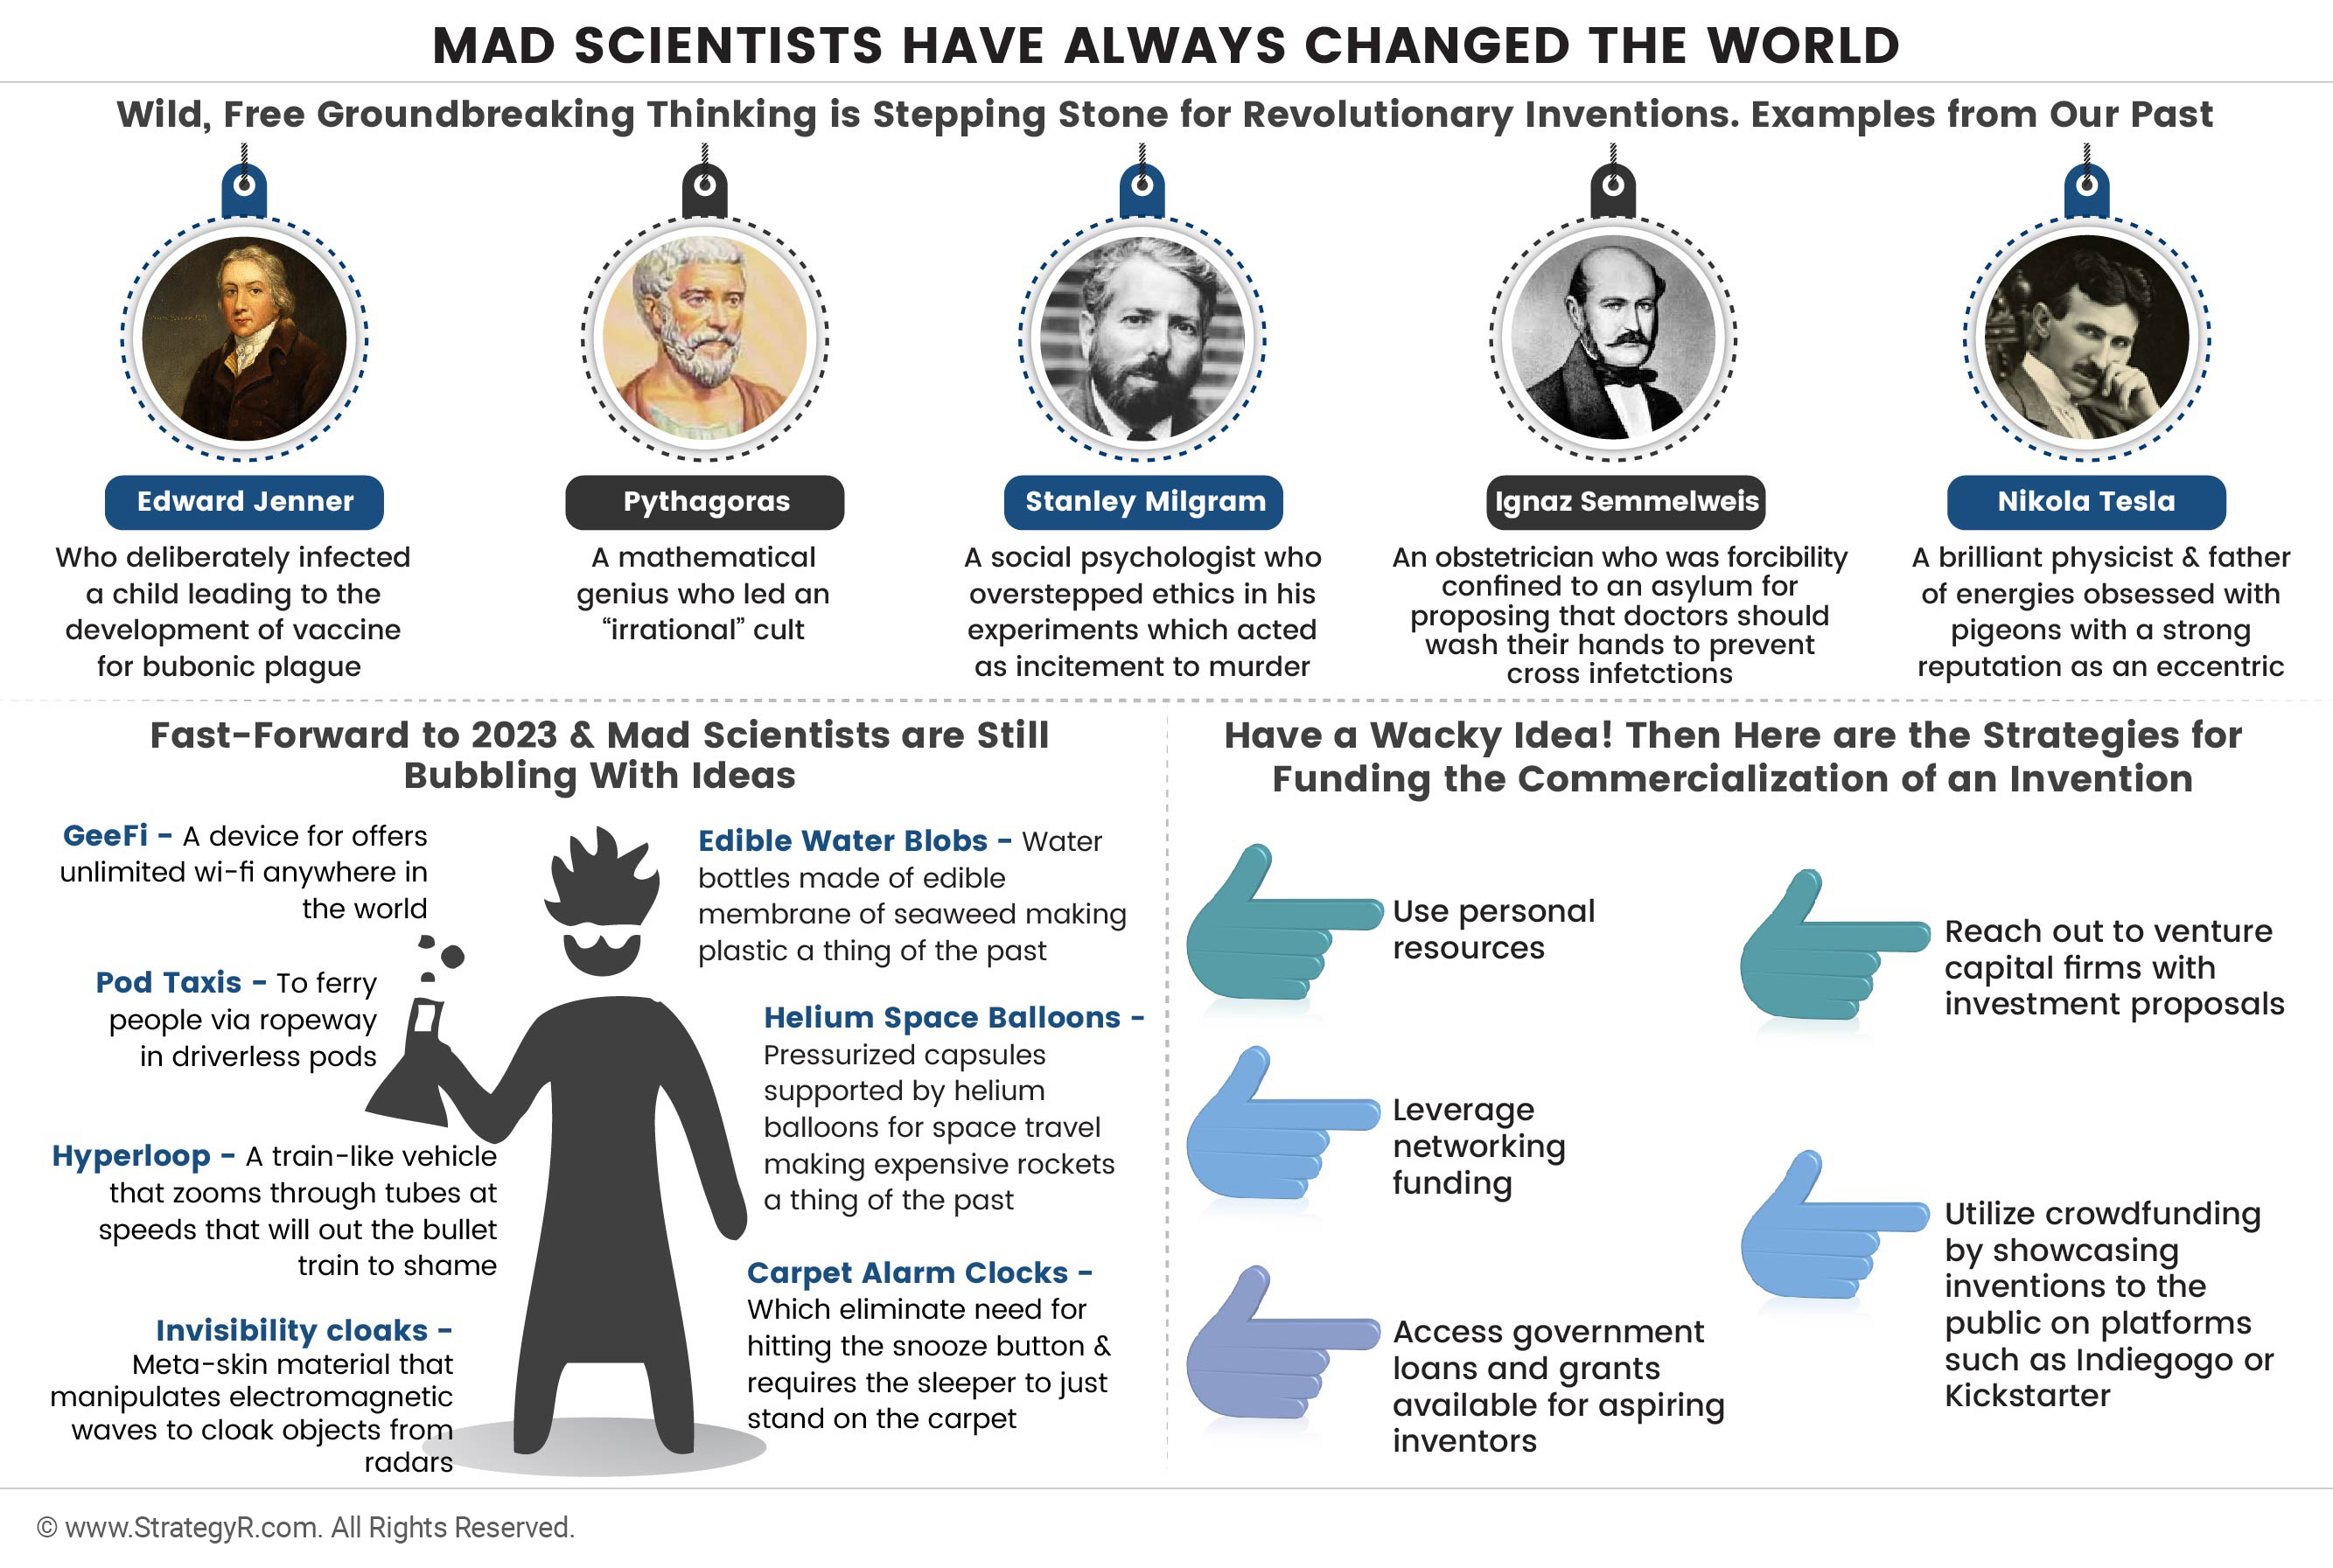 MAD SCIENTISTS HAVE ALWAYS CHANGED THE WORLD
Wild, Free Groundbreaking Thinking is Stepping Stone for Revolutionary Inventions. Examples from Our Past
Edward Jenner
Who deliberately infected
a child leading to the
development of vaccine
for bubonic plague
Pythagoras
A mathematical
genius who led an
“irrational” cult
Stanley Milgram
A social psychologist who
overstepped ethics in his
experiments which acted
as incitement to murder
Ignaz Semmelweis
An obstetrician who was forcibility
confined to an asylum for
proposing that doctors should
wash their hands to prevent
cross infetctions
Nikola Tesla
A brilliant physicist & father
of energies obsessed with
pigeons with a strong
reputation as an eccentric
Fast-Forward to 2023 & Mad Scientists are Still
Bubbling With Ideas
GeeFi - A device for offers
unlimited wi-fi anywhere in
the world
Pod Taxis - To ferry
people via ropeway
in driverless pods
Hyperloop - A train-like vehicle
that zooms through tubes at
speeds that will out the bullet
train to shame
Invisibility cloaks -
Meta-skin material that
manipulates electromagnetic
waves to cloak objects from
radars
Edible Water Blobs - Water
bottles made of edible
membrane of seaweed making
plastic a thing of the past
Helium Space Balloons -
Pressurized capsules
supported by helium
balloons for space travel
making expensive rockets
a thing of the past
Carpet Alarm Clocks -
Which eliminate need for
hitting the snooze button &
requires the sleeper to just
stand on the carpet
Have a Wacky Idea! Then Here are the Strategies for
Funding the Commercialization of an Invention
Use personal
resources
Leverage
networking
funding
Access government
loans and grants
available for aspiring
inventors
Reach out to venture
capital firms with
investment proposals
Utilize crowdfunding
by showcasing
inventions to the
public on platforms
such as Indiegogo or
Kickstarter
© www.StrategyR.com. All Rights Reserved.